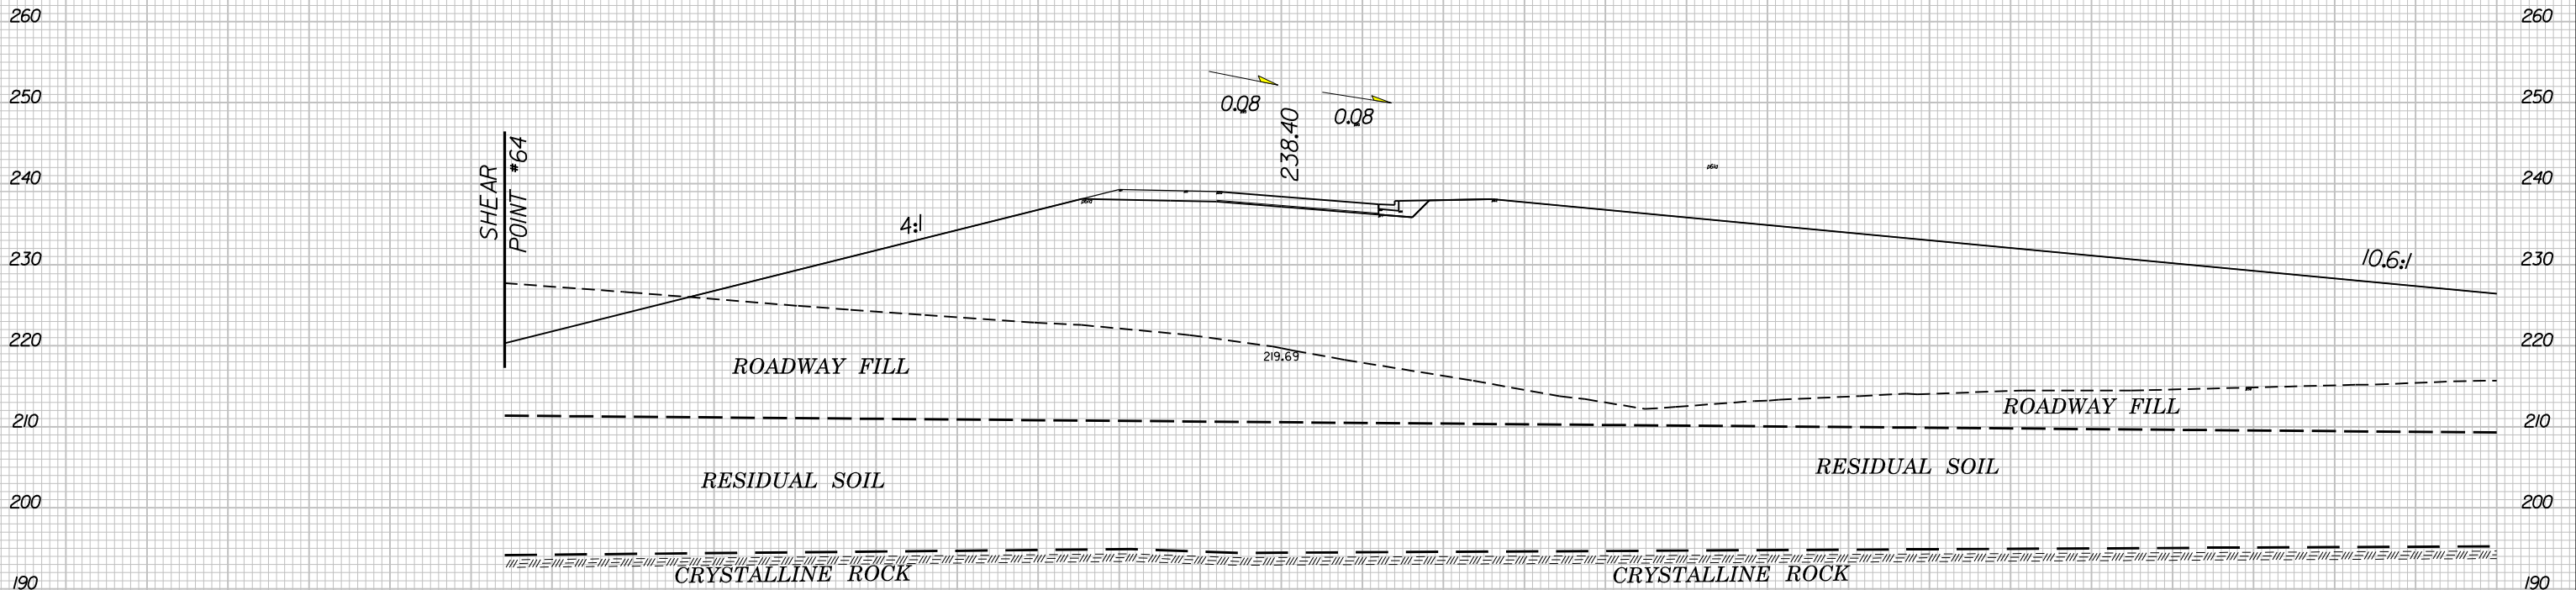 260
260
250
0.08
238.40
0.08
250
SHEAR
POINT #64
240
240
4:1
230
10.6:1
230
220
219.69
220
ROADWAY FILL
ROADWAY FILL
210
210
RESIDUAL SOIL
RESIDUAL SOIL
200
200
CRYSTALLINE ROCK
CRYSTALLINE ROCK
190
190